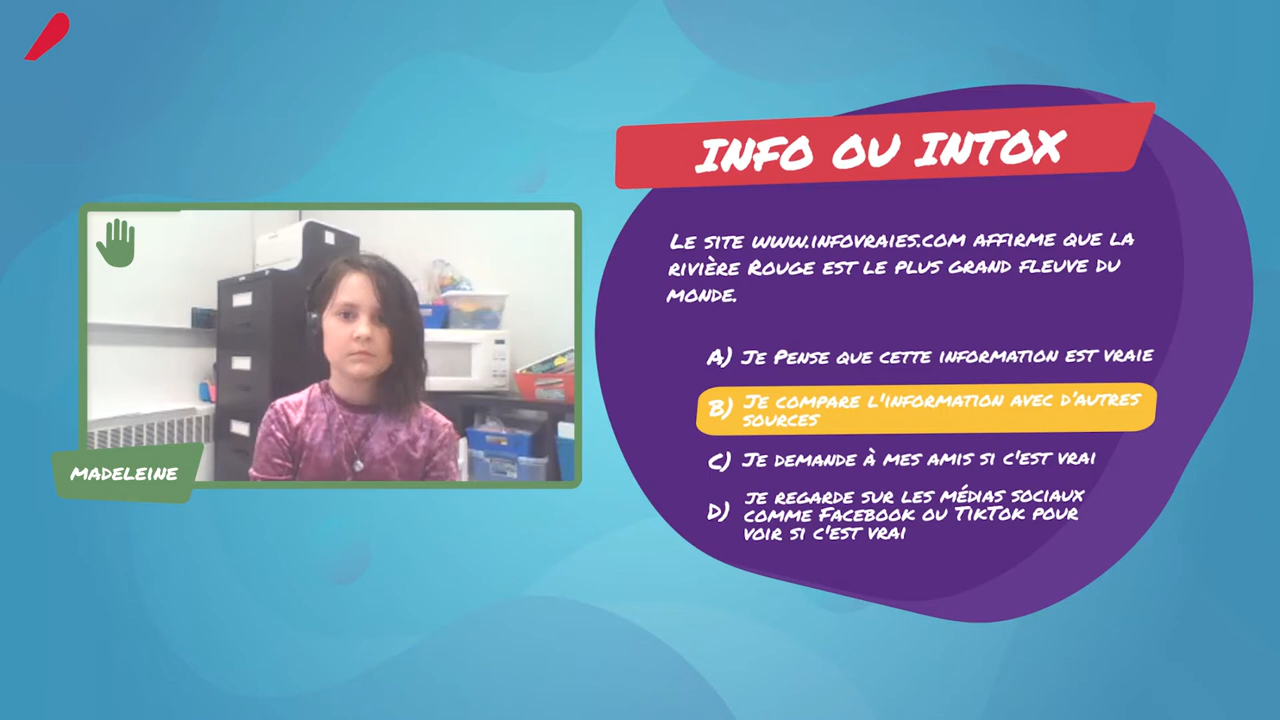 INFO OU INTOX
LE SITE WWW.INFOVRAIES.COM AFFIRME QUE LA
RIVIÈRE ROUGE EST LE PLUS GRAND FLEUVE DU
MONDE.
A) JE PENSE QUE CETTE INFORMATION EST VRAIE
B) JE COMPARE L'INFORMATION AVEC D'AUTRES
SOURCES
C) JE DEMANDE À MES AMIS SI C'EST VRAI
D) JE REGARDE SUR LES MÉDIAS SOCIAUX
COMME FACEBOOK OU TIKTOK POUR
VOIR SI C'EST VRAI
MADELEINE